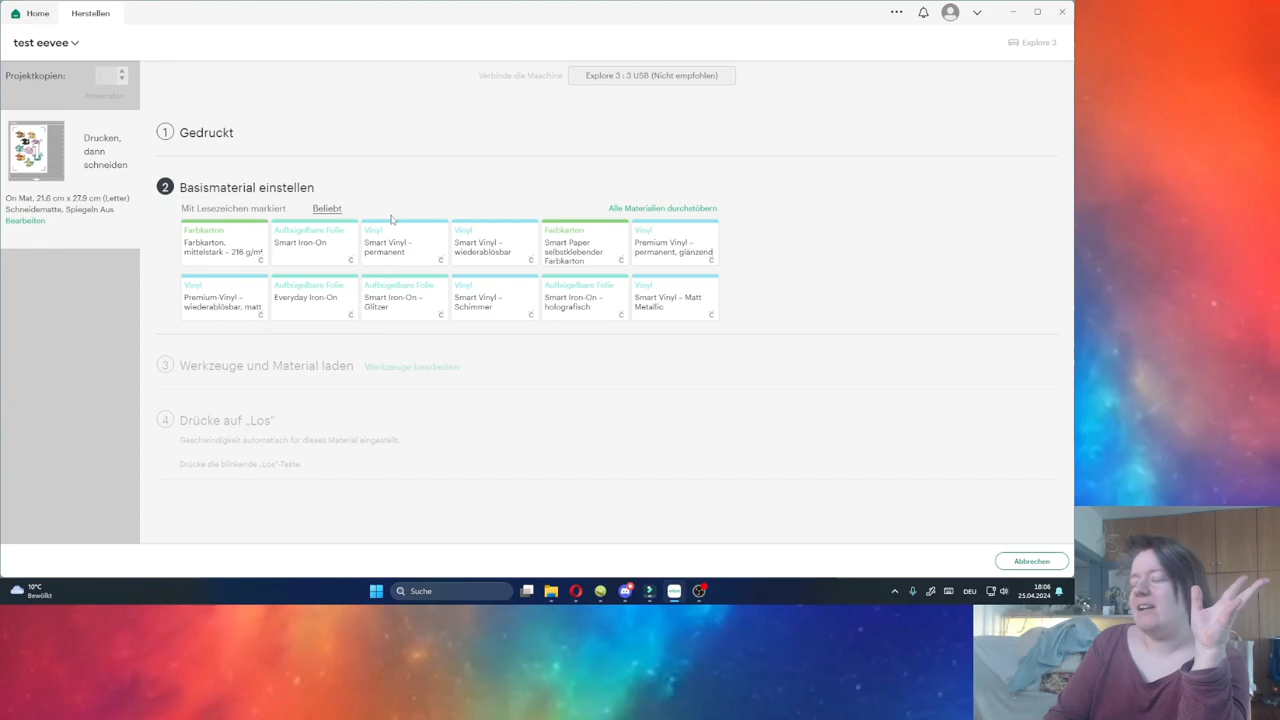 Home
Herstellen
test eevee
Explore 3
Projektkopien:
1
Anwenden
Drucken,
dann
schneiden
On Mat, 21.6 cm x 27.9 cm (Letter)
Schneidematte, Spiegeln Aus
Bearbeiten
Verbinde die Maschine
Explore 3 : 3 USB (Nicht empfohlen)
1 Gedruckt
2 Basismaterial einstellen
Mit Lesezeichen markiert
Beliebt
Alle Materialien durchstöbern
Farbkarton
Farbkarton,
mittelstark – 216 g/m²
Aufbügelbare Folie
Smart Iron-On
Vinyl
Smart Vinyl –
permanent
Vinyl
Smart Vinyl –
wiederablösbar
Farbkarton
Smart Paper
selbstklebender
Farbkarton
Vinyl
Premium Vinyl –
permanent, glänzend
Vinyl
Premium-Vinyl –
wiederablösbar, matt
Aufbügelbare Folie
Everyday Iron-On
Aufbügelbare Folie
Smart Iron-On –
Glitzer
Vinyl
Smart Vinyl –
Schimmer
Aufbügelbare Folie
Smart Iron-On –
holografisch
Vinyl
Smart Vinyl – Matt
Metallic
3 Werkzeuge und Material laden
Werkzeuge bearbeiten
4 Drücke auf „Los“
Geschwindigkeit automatisch für dieses Material eingestellt.
Drücke die blinkende „Los“-Taste.
Abbrechen
10°C
Bewölkt
Suche
DEU
18:06
25.04.2024